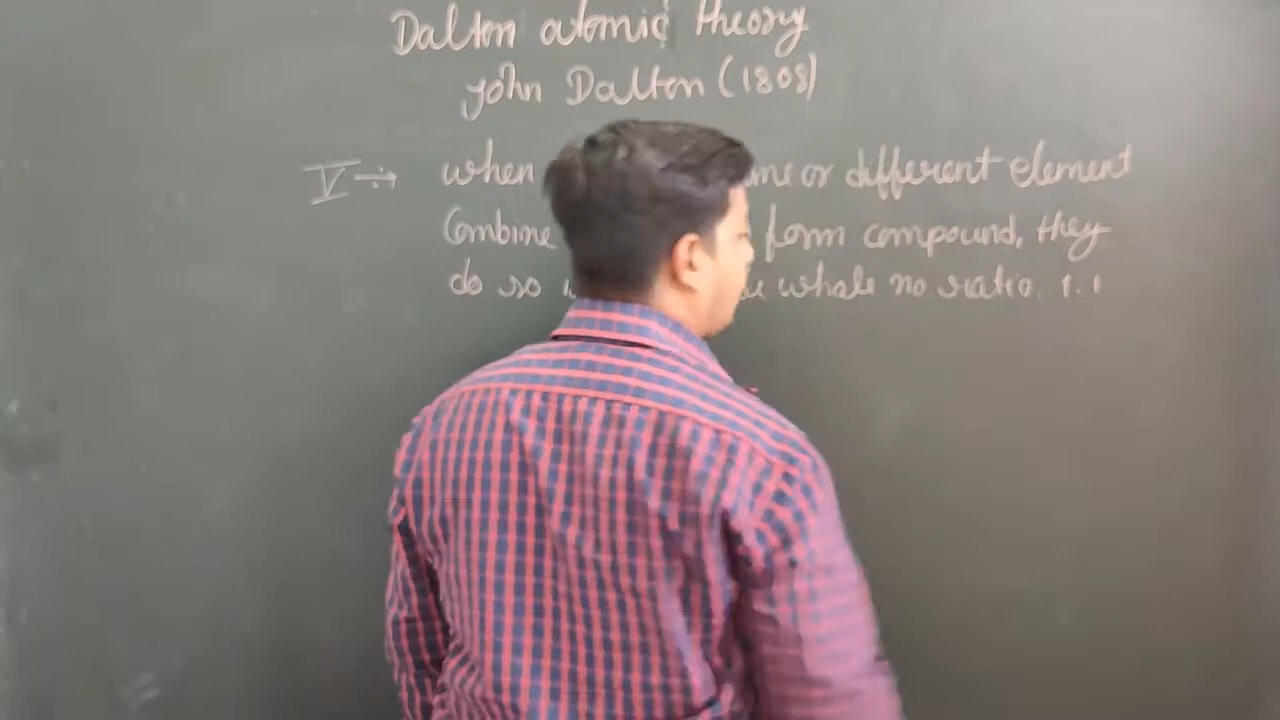 Dalton atomic theory
john Dalton (1808)
V when or different element
Combine form compound, they
do so whole no ratio. 1.1